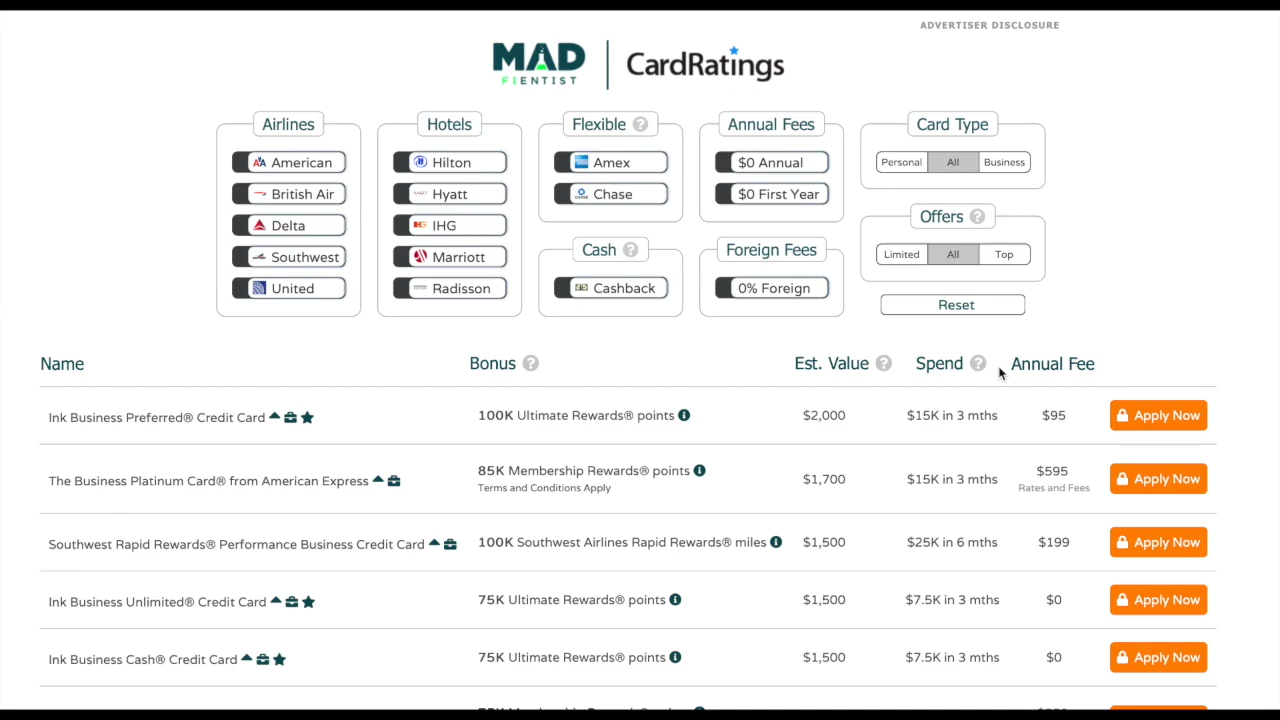 ADVERTISER DISCLOSURE
MAD
FIENTIST
CardRatings
Airlines
American
British Air
Delta
Southwest
United
Hotels
Hilton
Hyatt
IHG
Marriott
Radisson
Flexible ?
Amex
Chase
Cash ?
Cashback
Annual Fees
$0 Annual
$0 First Year
Foreign Fees
0% Foreign
Card Type
Personal All Business
Offers ?
Limited All Top
Reset
Name Bonus ? Est. Value ? Spend ? Annual Fee
Ink Business Preferred® Credit Card 100K Ultimate Rewards® points $2,000 $15K in 3 mths $95 Apply Now
The Business Platinum Card® from American Express 85K Membership Rewards® points $1,700 $15K in 3 mths $595 Apply Now
Terms and Conditions Apply Rates and Fees
Southwest Rapid Rewards® Performance Business Credit Card 100K Southwest Airlines Rapid Rewards® miles $1,500 $25K in 6 mths $199 Apply Now
Ink Business Unlimited® Credit Card 75K Ultimate Rewards® points $1,500 $7.5K in 3 mths $0 Apply Now
Ink Business Cash® Credit Card 75K Ultimate Rewards® points $1,500 $7.5K in 3 mths $0 Apply Now